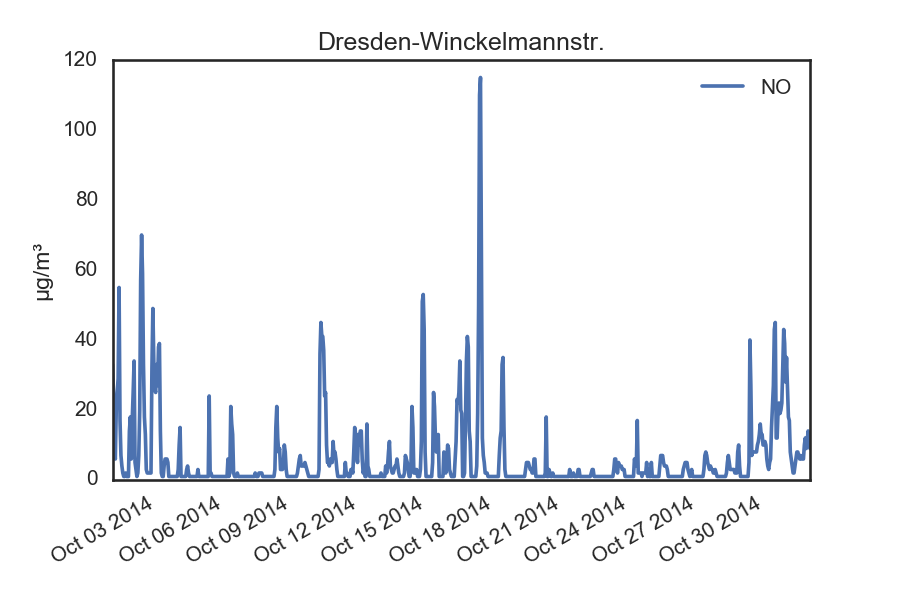 Dresden-Winckelmannstr.
120
100
80
60
40
20
0
µg/m³
NO
Oct 03 2014
Oct 06 2014
Oct 09 2014
Oct 12 2014
Oct 15 2014
Oct 18 2014
Oct 21 2014
Oct 24 2014
Oct 27 2014
Oct 30 2014